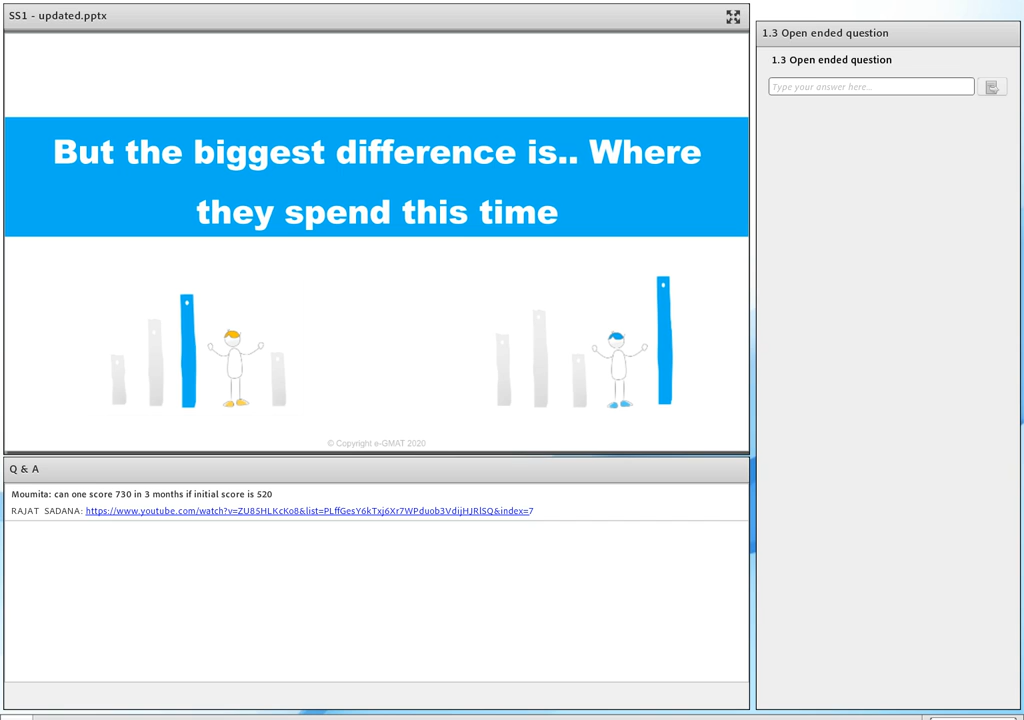 SS1 - updated.pptx
But the biggest difference is.. Where
they spend this time
© Copyright e-GMAT 2020
Q & A
Moumita: can one score 730 in 3 months if initial score is 520
RAJAT SADANA: https://www.youtube.com/watch?v=ZU85HLKcKo8&list=PLffGesY6kTxj6Xr7WPduob3VdijHJRlSQ&index=7
1.3 Open ended question
1.3 Open ended question
Type your answer here...